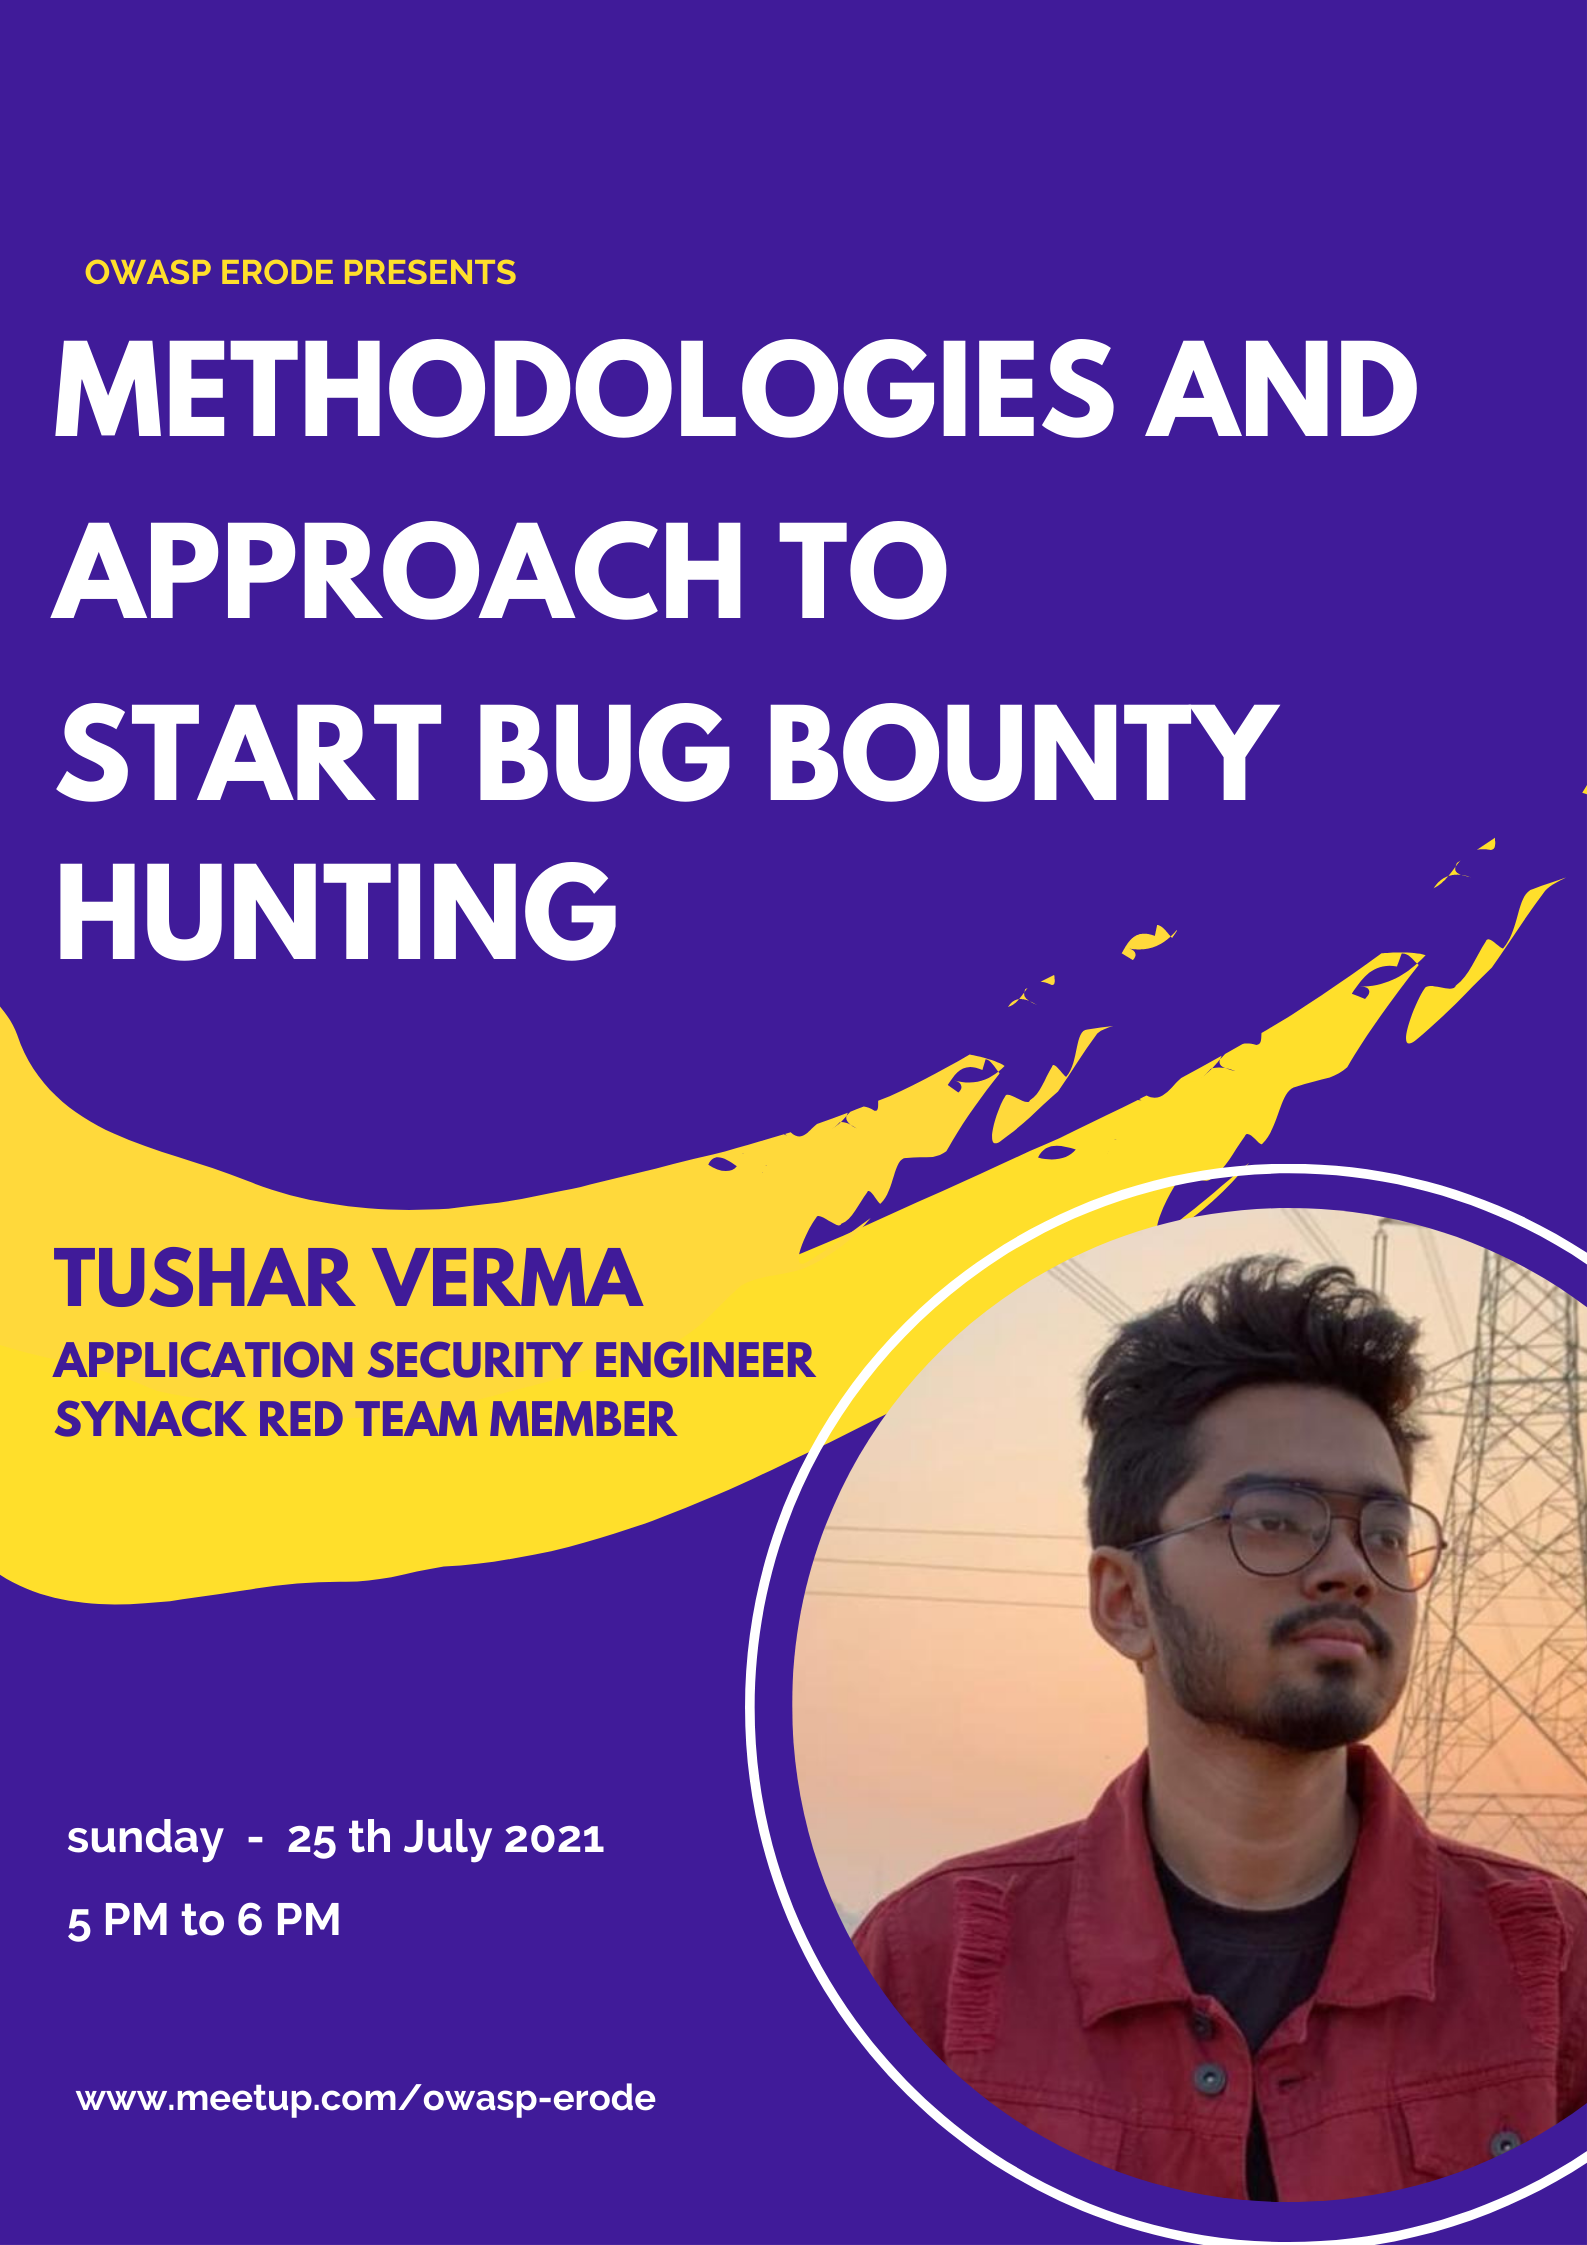 OWASP ERODE PRESENTS
METHODOLOGIES AND
APPROACH TO
START BUG BOUNTY
HUNTING
TUSHAR VERMA
APPLICATION SECURITY ENGINEER
SYNACK RED TEAM MEMBER
sunday - 25 th July 2021
5 PM to 6 PM
www.meetup.com/owasp-erode